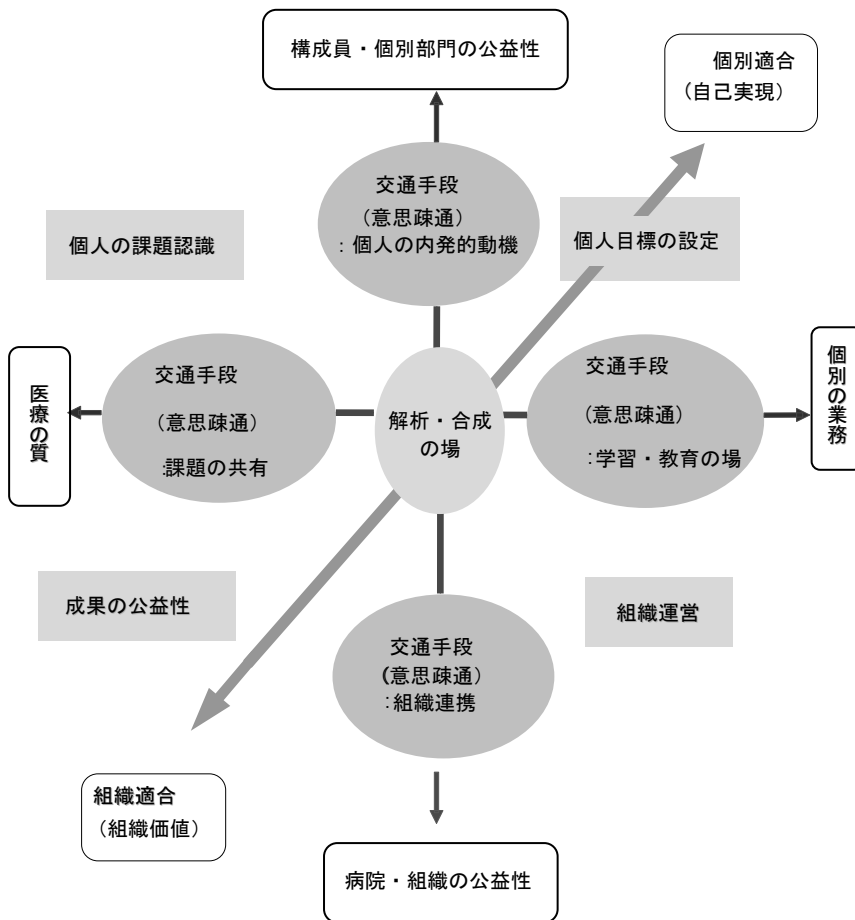 構成員・個別部門の公益性
個別適合
（自己実現）
交通手段
（意思疎通）
：個人の内発的動機
個人の課題認識
個人目標の設定
医療の質
交通手段
（意思疎通）
:課題の共有
解析・合成
の場
交通手段
（意思疎通）
:学習・教育の場
個別の業務
成果の公益性
組織運営
交通手段
(意思疎通）
:組織連携
組織適合
（組織価値）
病院・組織の公益性